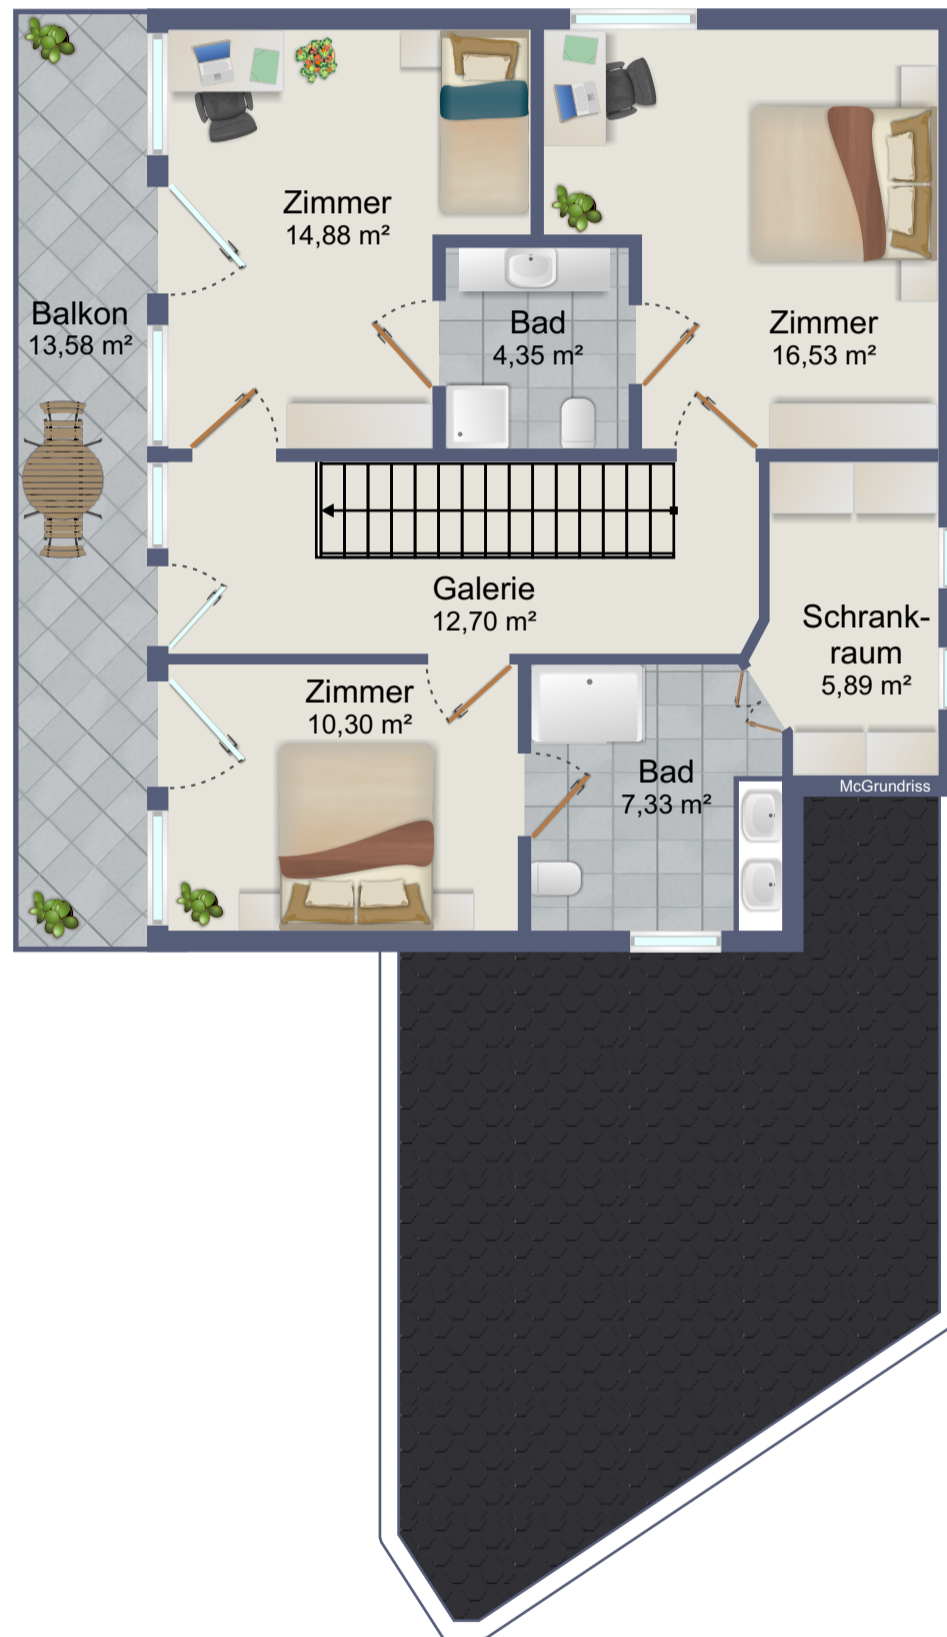 Zimmer
14,88 m²
Balkon
13,58 m²
Bad
4,35 m²
Zimmer
16,53 m²
Galerie
12,70 m²
Schrank-
raum
5,89 m²
Zimmer
10,30 m²
Bad
7,33 m²
McGrundriss